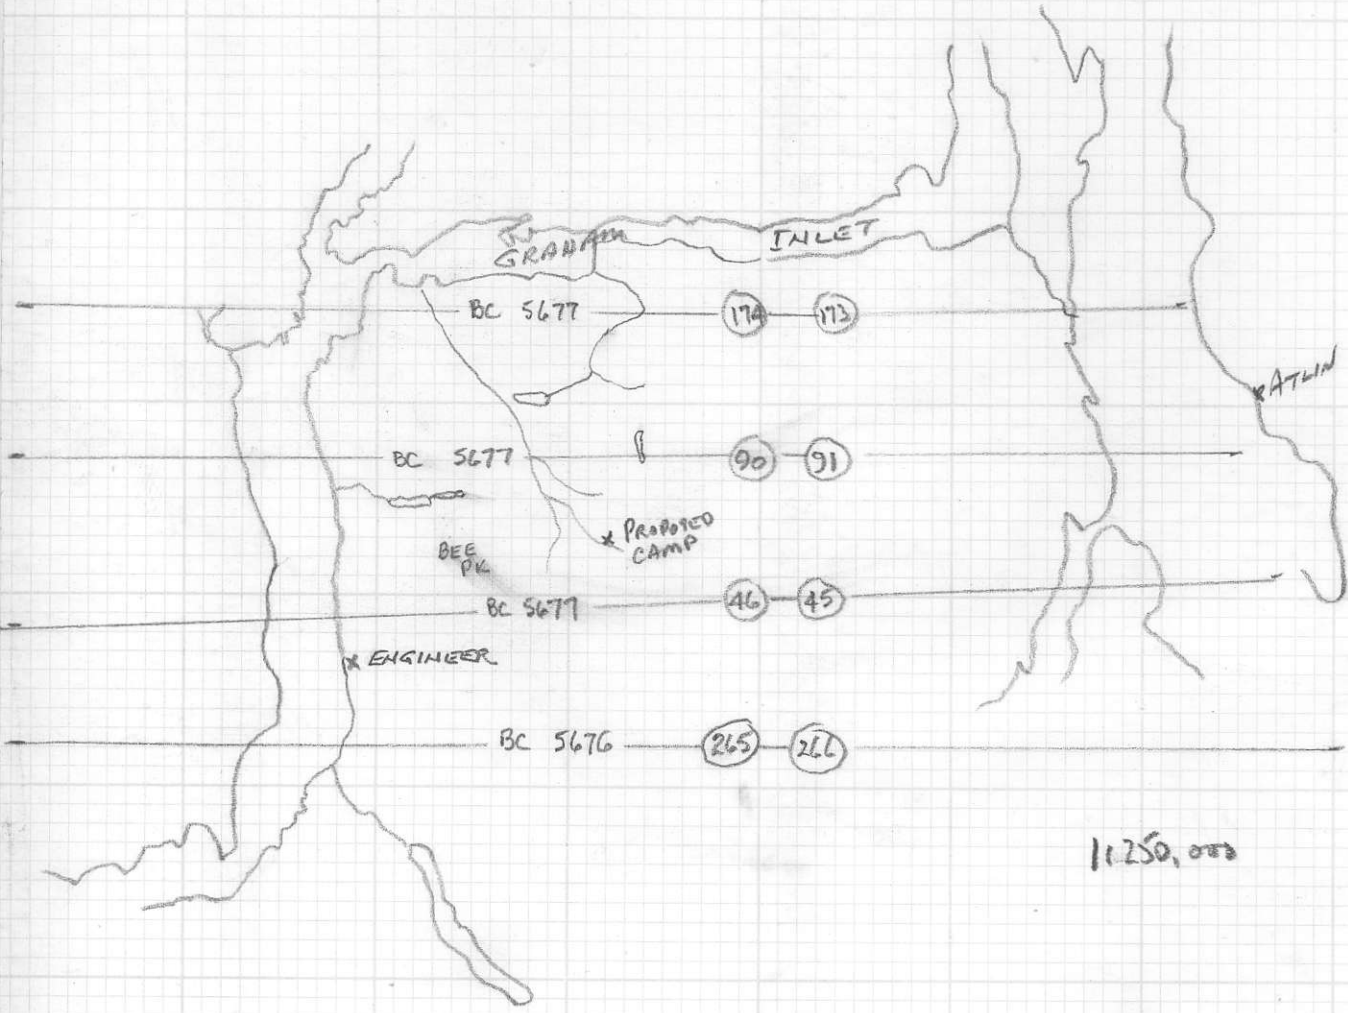 GRAHAM INLET
BC 5677 174 173
ATLIN
BC 5677 90 91
PROPOSED
CAMP
BEE
PK
BC 5677 46 45
ENGINEER
BC 5676 265 266
1:250,000